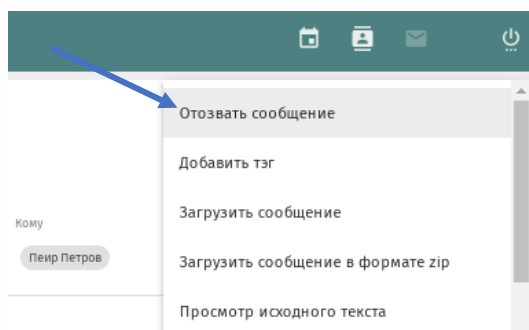 Отозвать сообщение
Добавить тэг
Загрузить сообщение
Кому
Пеир Петров
Загрузить сообщение в формате zip
Просмотр исходного текста